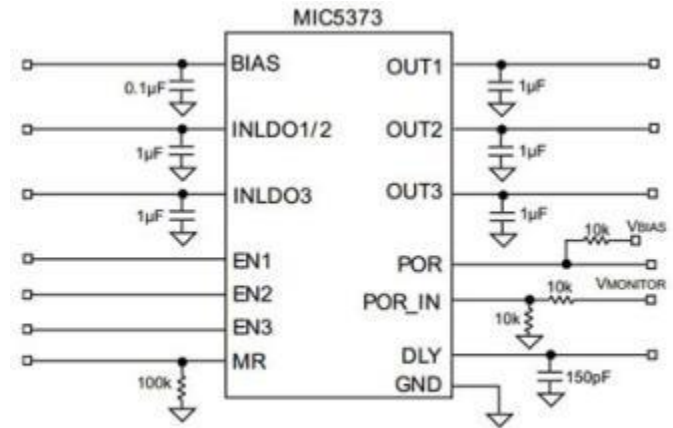 MIC5373
BIAS
OUT1
0.1µF
1µF
INLDO1/2
OUT2
1µF
1µF
INLDO3
OUT3
1µF
1µF
10k
VBIAS
EN1
POR
EN2
POR_IN
10k
VMONITOR
EN3
10k
MR
DLY
100k
GND
150pF